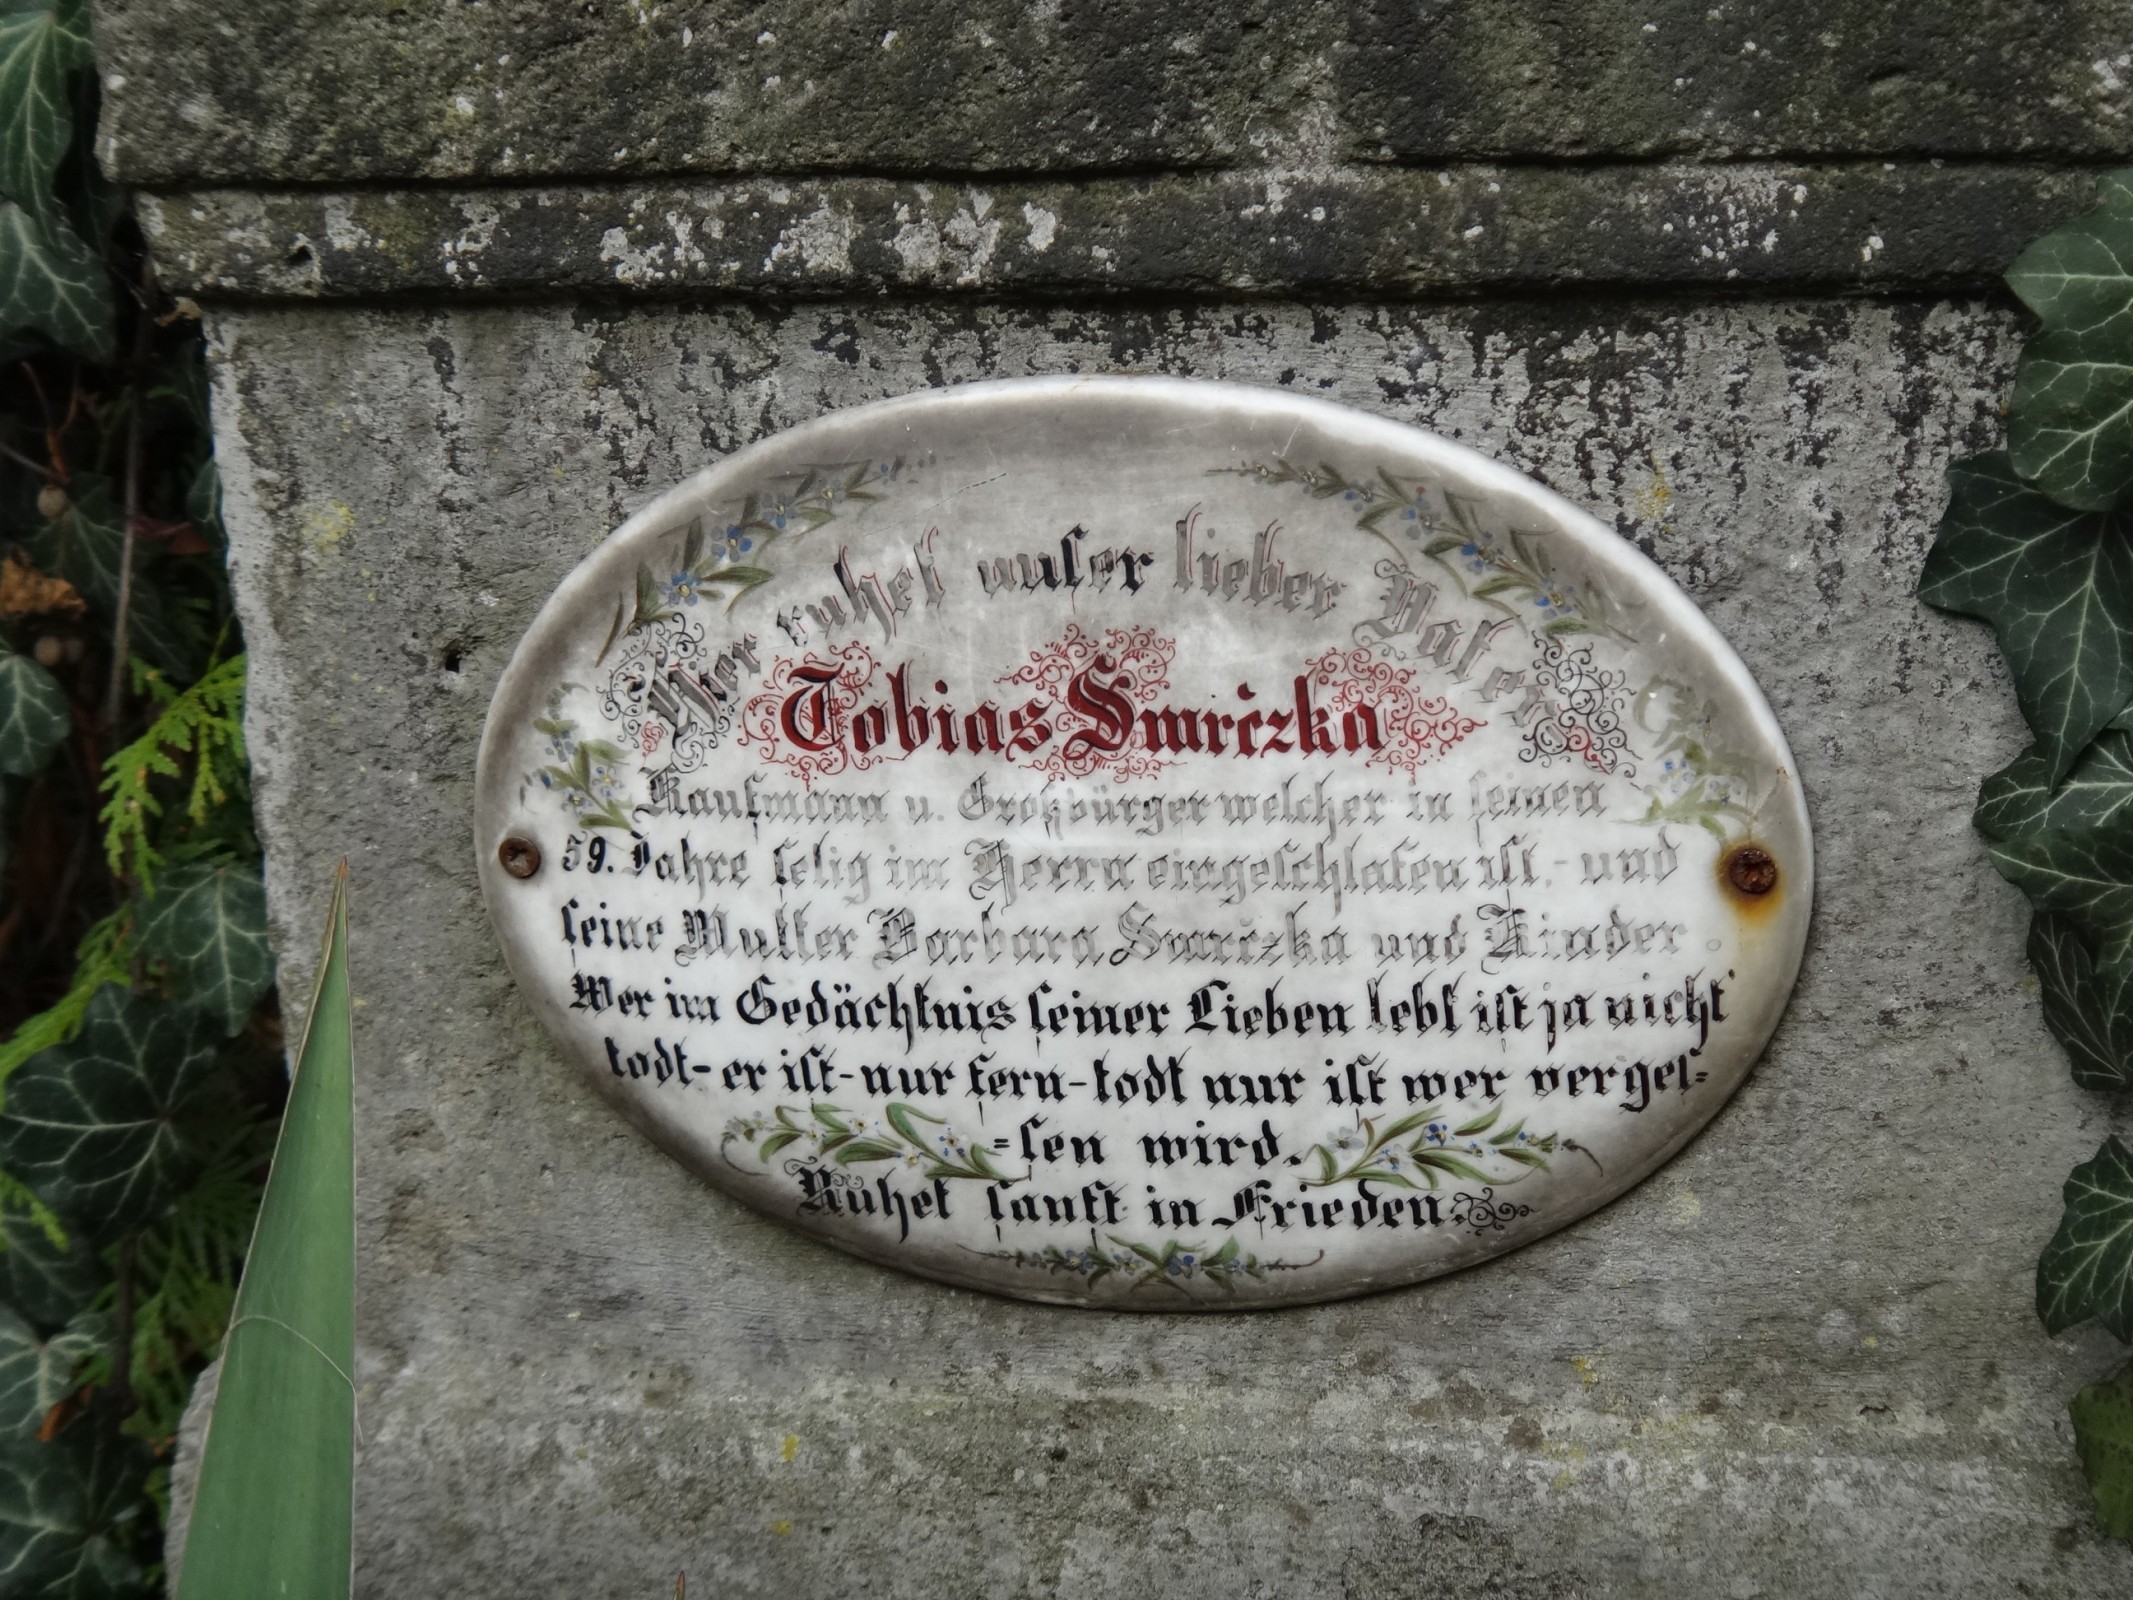 Hier ruhet unser lieber Vater
Tobias Smrčzka
Kaufmann u. Großbürger welcher in seinen
59. Jahre selig im Herrn eingeschlafen ist.- und
seine Mutter Barbara Smrčzka und Kinder.
Wer im Gedächtnis seiner Lieben lebt ist ja nicht
todt- er ist- nur fern- todt nur ist wer verges=
=sen wird.
Ruhet sanft in Frieden.